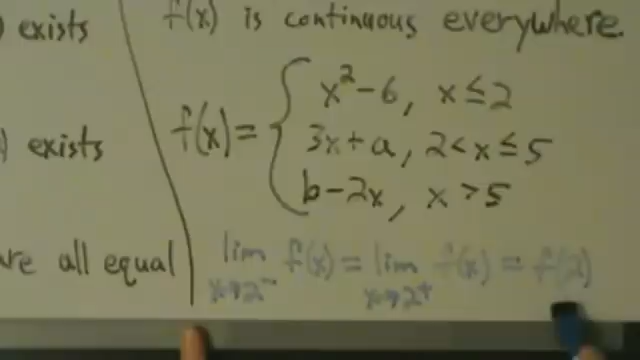 ) exists
f(x) is continuous everywhere.
x²-6, x≤2
f(x)= { 3x+a, 2<x≤5
b-2x, x>5
) exists
are all equal
lim x→2⁻ f(x) = lim x→2⁺ f(x) = f(2)